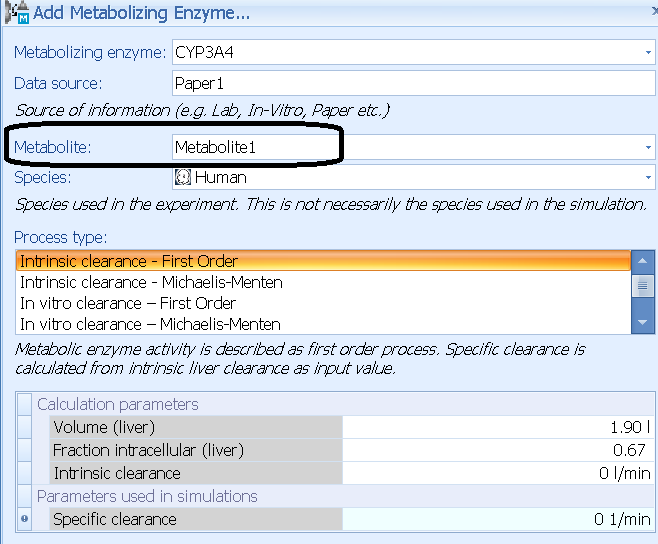 Add Metabolizing Enzyme...
Metabolizing enzyme: CYP3A4
Data source: Paper1
Source of information (e.g. Lab, In-Vitro, Paper etc.)
Metabolite: Metabolite1
Species: Human
Species used in the experiment. This is not necessarily the species used in the simulation.
Process type:
Intrinsic clearance - First Order
Intrinsic clearance - Michaelis-Menten
In vitro clearance – First Order
In vitro clearance – Michaelis-Menten
Metabolic enzyme activity is described as first order process. Specific clearance is
calculated from intrinsic liver clearance as input value.
Calculation parameters
Volume (liver) 1.90 l
Fraction intracellular (liver) 0.67
Intrinsic clearance 0 l/min
Parameters used in simulations
Specific clearance 0 1/min